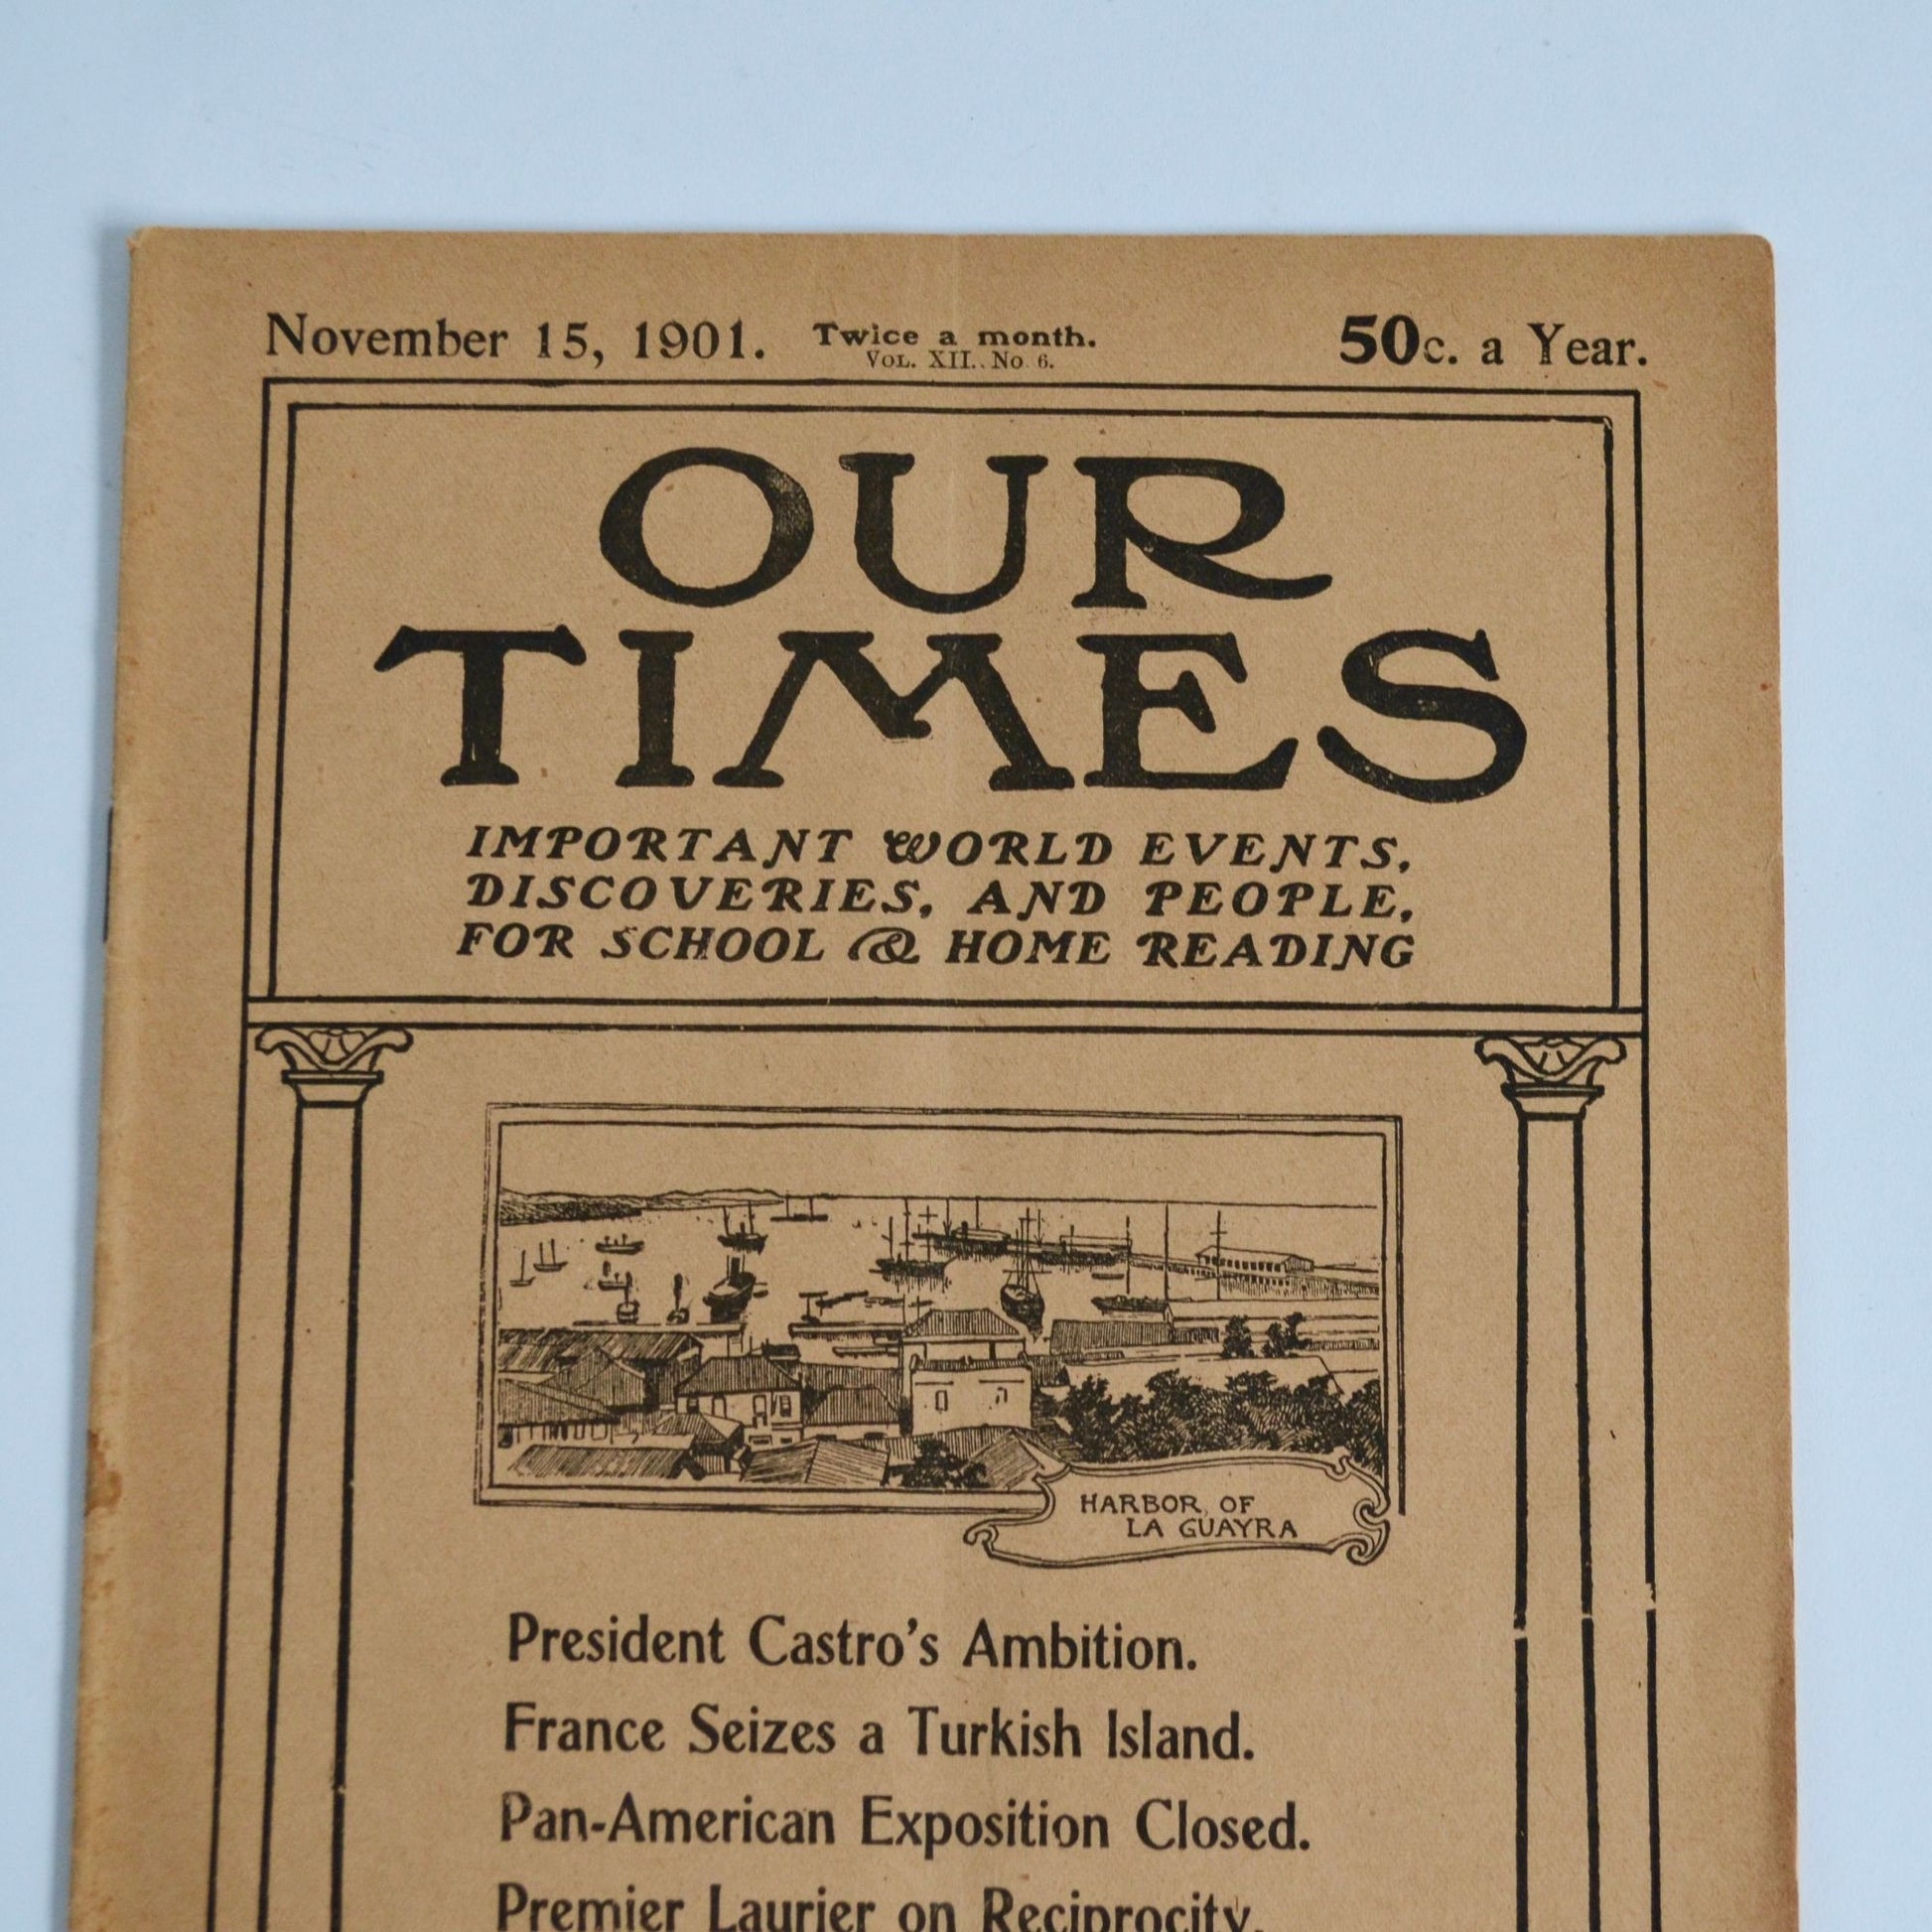 November 15, 1901. Twice a month. 50c. a Year.
VOL. XII. No. 6.
OUR
TIMES
IMPORTANT WORLD EVENTS,
DISCOVERIES, AND PEOPLE,
FOR SCHOOL & HOME READING
HARBOR OF
LA GUAYRA
President Castro's Ambition.
France Seizes a Turkish Island.
Pan-American Exposition Closed.
Premier Laurier on Reciprocity.